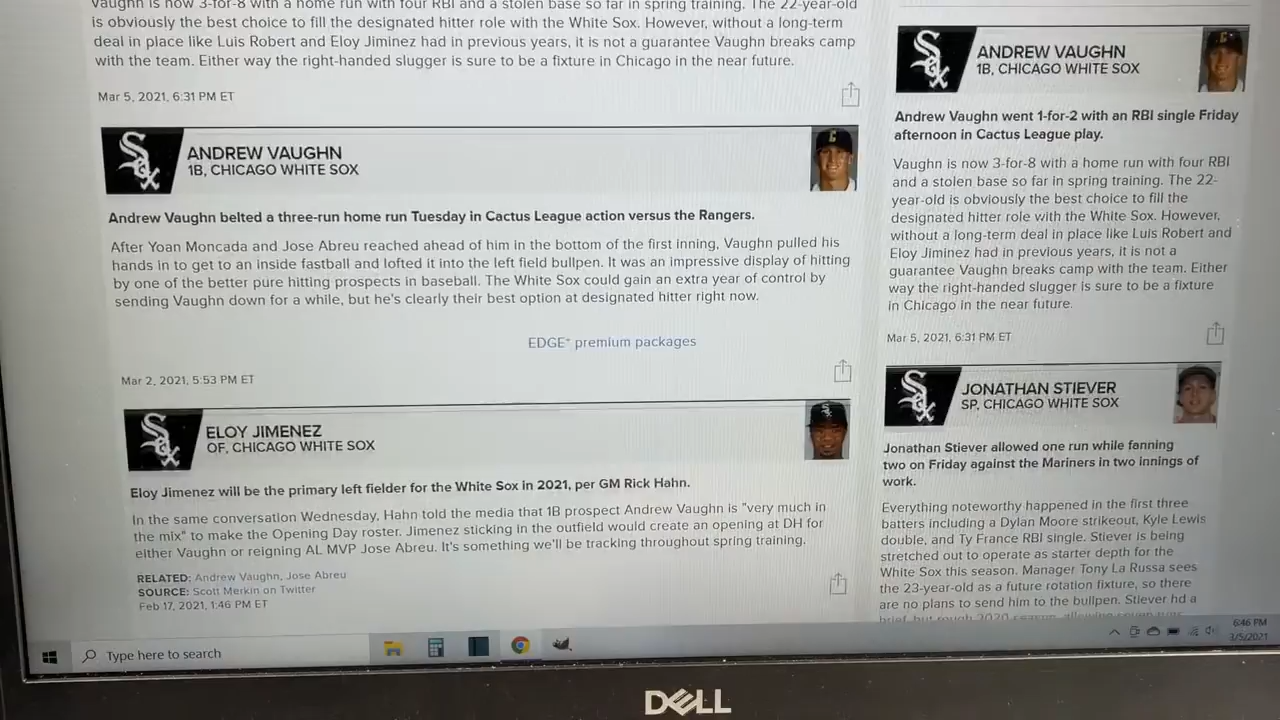 Vaughn is now 3-for-8 with a home run with four RBI and a stolen base so far in spring training. The 22-year-old
is obviously the best choice to fill the designated hitter role with the White Sox. However, without a long-term
deal in place like Luis Robert and Eloy Jiminez had in previous years, it is not a guarantee Vaughn breaks camp
with the team. Either way the right-handed slugger is sure to be a fixture in Chicago in the near future.
Mar 5, 2021, 6:31 PM ET
Sox
ANDREW VAUGHN
1B, CHICAGO WHITE SOX
Andrew Vaughn belted a three-run home run Tuesday in Cactus League action versus the Rangers.
After Yoan Moncada and Jose Abreu reached ahead of him in the bottom of the first inning, Vaughn pulled his
hands in to get to an inside fastball and lofted it into the left field bullpen. It was an impressive display of hitting
by one of the better pure hitting prospects in baseball. The White Sox could gain an extra year of control by
sending Vaughn down for a while, but he's clearly their best option at designated hitter right now.
EDGE+ premium packages
Mar 2, 2021, 5:53 PM ET
Sox
ELOY JIMENEZ
OF, CHICAGO WHITE SOX
Eloy Jimenez will be the primary left fielder for the White Sox in 2021, per GM Rick Hahn.
In the same conversation Wednesday, Hahn told the media that 1B prospect Andrew Vaughn is "very much in
the mix" to make the Opening Day roster. Jimenez sticking in the outfield would create an opening at DH for
either Vaughn or reigning AL MVP Jose Abreu. It's something we'll be tracking throughout spring training.
RELATED: Andrew Vaughn, Jose Abreu
SOURCE: Scott Merkin on Twitter
Feb 17, 2021, 1:46 PM ET
Sox
ANDREW VAUGHN
1B, CHICAGO WHITE SOX
Andrew Vaughn went 1-for-2 with an RBI single Friday
afternoon in Cactus League play.
Vaughn is now 3-for-8 with a home run with four RBI
and a stolen base so far in spring training. The 22-
year-old is obviously the best choice to fill the
designated hitter role with the White Sox. However,
without a long-term deal in place like Luis Robert and
Eloy Jiminez had in previous years, it is not a
guarantee Vaughn breaks camp with the team. Either
way the right-handed slugger is sure to be a fixture
in Chicago in the near future.
Mar 5, 2021, 6:31 PM ET
Sox
JONATHAN STIEVER
SP, CHICAGO WHITE SOX
Jonathan Stiever allowed one run while fanning
two on Friday against the Mariners in two innings of
work.
Everything noteworthy happened in the first three
batters including a Dylan Moore strikeout, Kyle Lewis
double, and Ty France RBI single. Stiever is being
stretched out to operate as starter depth for the
White Sox this season. Manager Tony La Russa sees
the 23-year-old as a future rotation fixture, so there
are no plans to send him to the bullpen. Stiever hd a
brief but rough 2020 season, allowing seven runs
Type here to search
6:46 PM
3/5/2021
DELL